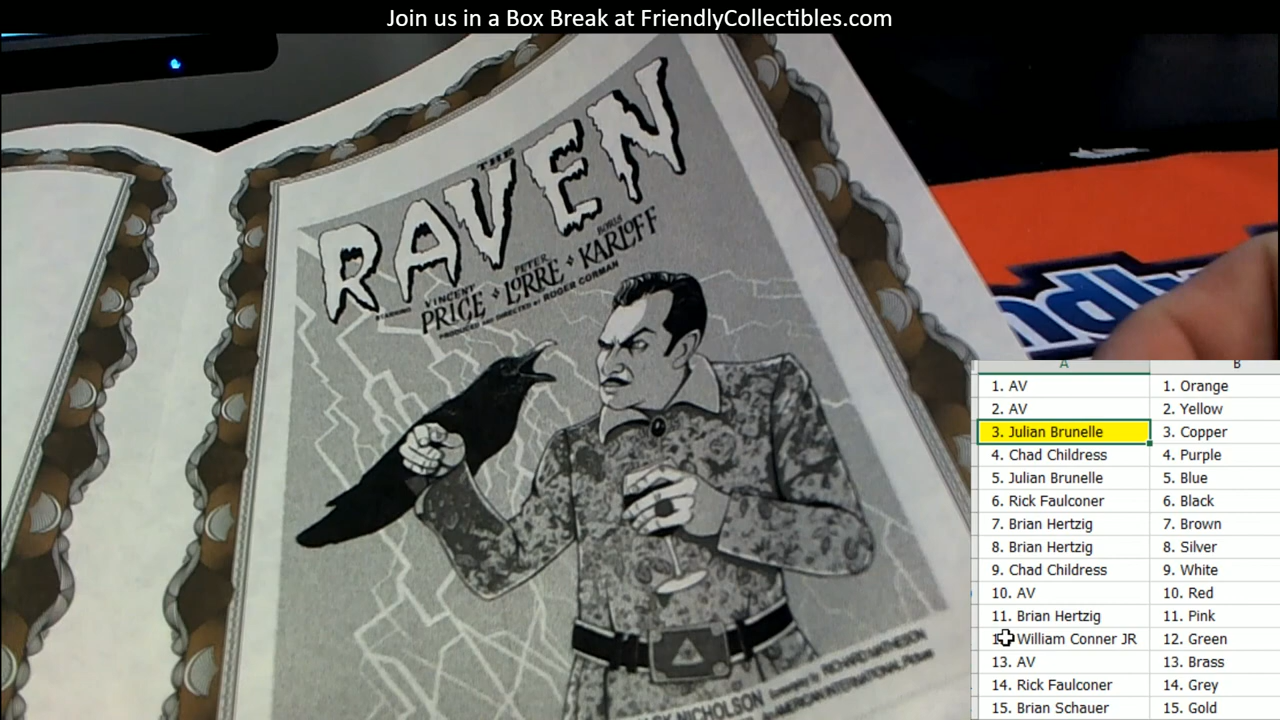 Join us in a Box Break at FriendlyCollectibles.com
THE
RAVEN
STARRING VINCENT PRICE PETER LORRE BORIS KARLOFF
PRODUCED AND DIRECTED BY ROGER CORMAN
NICHOLSON
RICHARD MATHESON
AMERICAN INTERNATIONAL Picture
ndly
A B
1. AV 1. Orange
2. AV 2. Yellow
3. Julian Brunelle 3. Copper
4. Chad Childress 4. Purple
5. Julian Brunelle 5. Blue
6. Rick Faulconer 6. Black
7. Brian Hertzig 7. Brown
8. Brian Hertzig 8. Silver
9. Chad Childress 9. White
10. AV 10. Red
11. Brian Hertzig 11. Pink
William Conner JR 12. Green
13. AV 13. Brass
14. Rick Faulconer 14. Grey
15. Brian Schauer 15. Gold